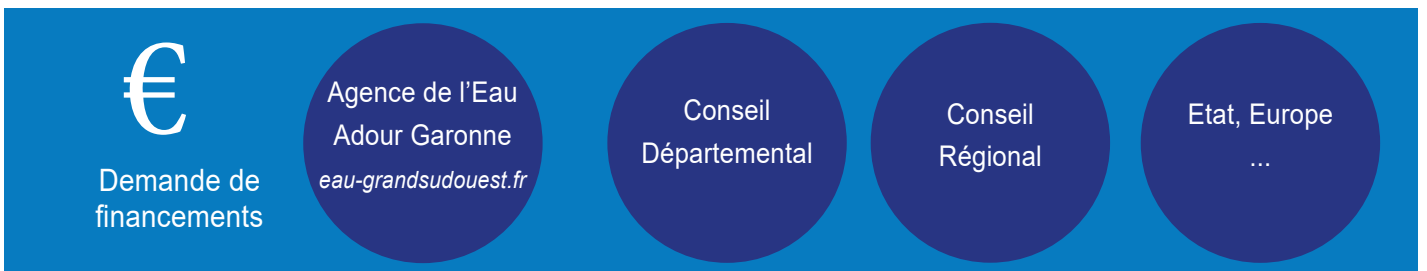 €
Demande de
financements
Agence de l'Eau
Adour Garonne
eau-grandsudouest.fr
Conseil
Départemental
Conseil
Régional
Etat, Europe
...